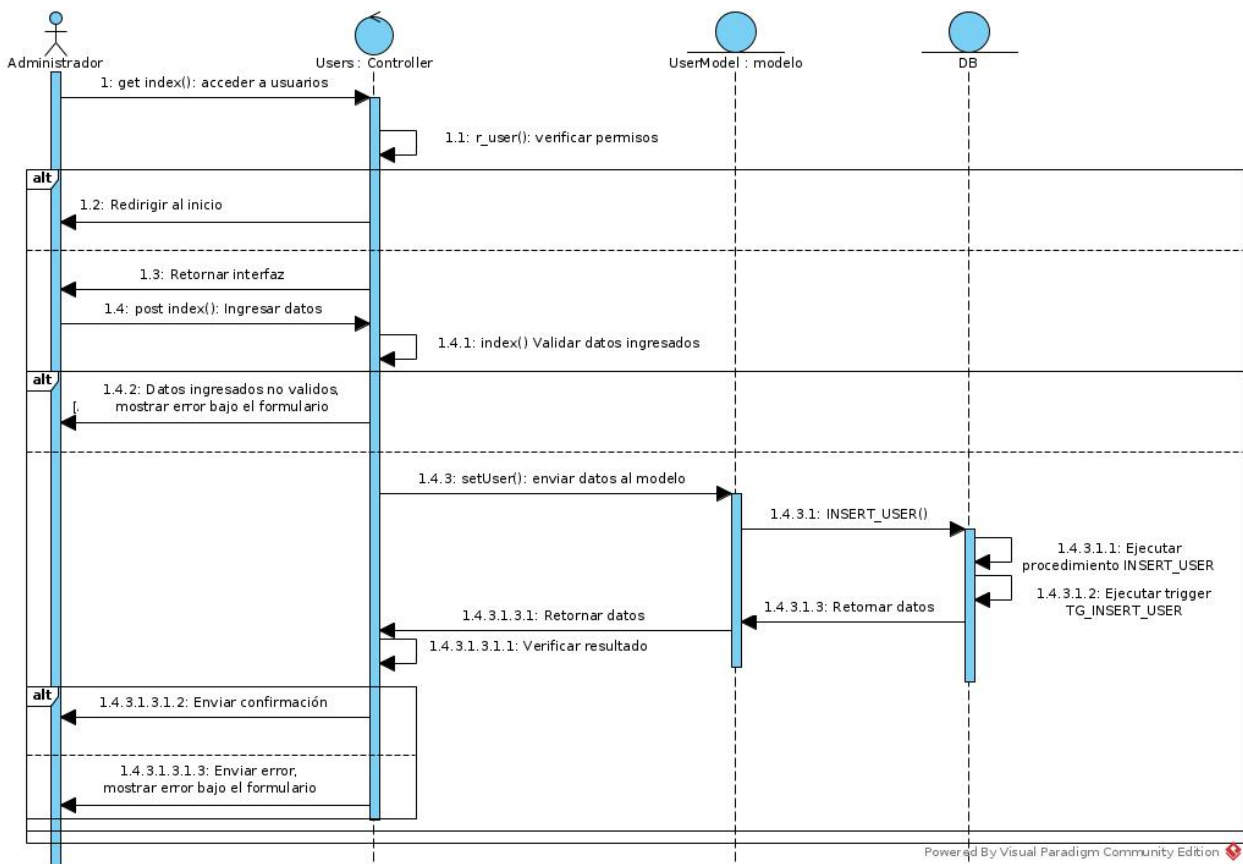 Administrador
Users : Controller
UserModel : modelo
DB
1: get index(): acceder a usuarios
1.1: r_user(): verificar permisos
alt
1.2: Redirigir al inicio
1.3: Retornar interfaz
1.4: post index(): Ingresar datos
1.4.1: index() Validar datos ingresados
alt
1.4.2: Datos ingresados no validos,
[. mostrar error bajo el formulario
1.4.3: setUser(): enviar datos al modelo
1.4.3.1: INSERT_USER()
1.4.3.1.1: Ejecutar
procedimiento INSERT_USER
1.4.3.1.2: Ejecutar trigger
TG_INSERT_USER
1.4.3.1.3: Retornar datos
1.4.3.1.3.1: Retornar datos
1.4.3.1.3.1.1: Verificar resultado
alt
1.4.3.1.3.1.2: Enviar confirmación
1.4.3.1.3.1.3: Enviar error,
mostrar error bajo el formulario
Powered By Visual Paradigm Community Edition